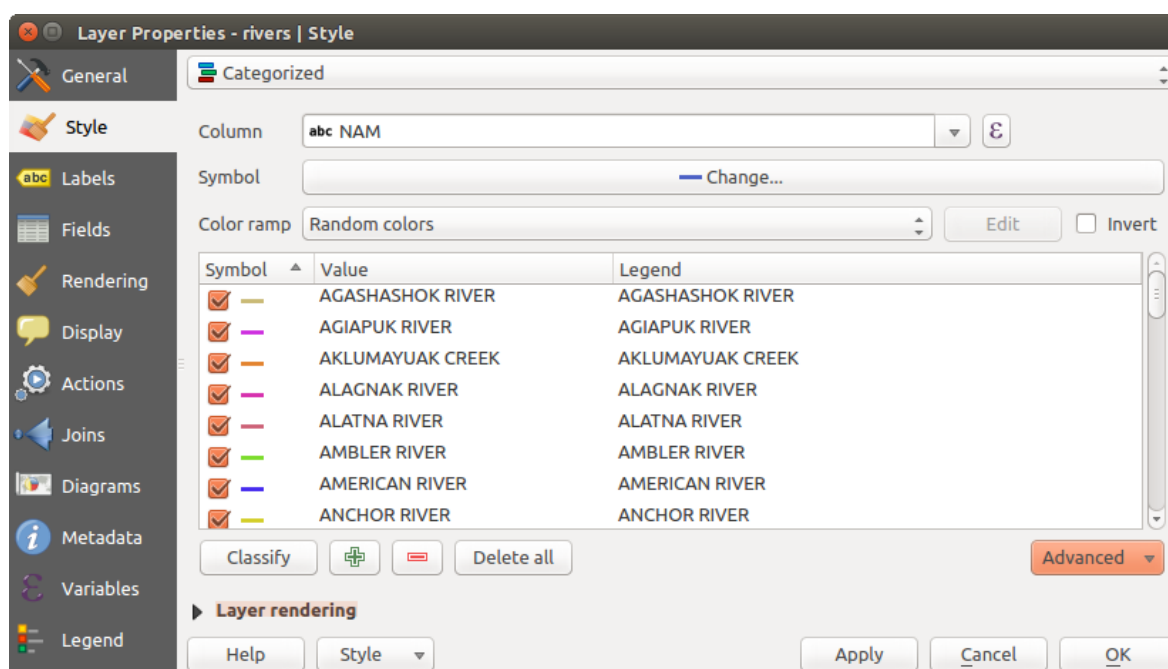 Layer Properties - rivers | Style
General
Style
abc Labels
Fields
Rendering
Display
Actions
Joins
Diagrams
Metadata
Variables
Legend
Categorized
Column abc NAM ε
Symbol Change...
Color ramp Random colors Edit Invert
Symbol Value Legend
AGASHASHOK RIVER AGASHASHOK RIVER
AGIAPUK RIVER AGIAPUK RIVER
AKLUMAYUAK CREEK AKLUMAYUAK CREEK
ALAGNAK RIVER ALAGNAK RIVER
ALATNA RIVER ALATNA RIVER
AMBLER RIVER AMBLER RIVER
AMERICAN RIVER AMERICAN RIVER
ANCHOR RIVER ANCHOR RIVER
Classify Delete all Advanced
Layer rendering
Help Style Apply Cancel OK